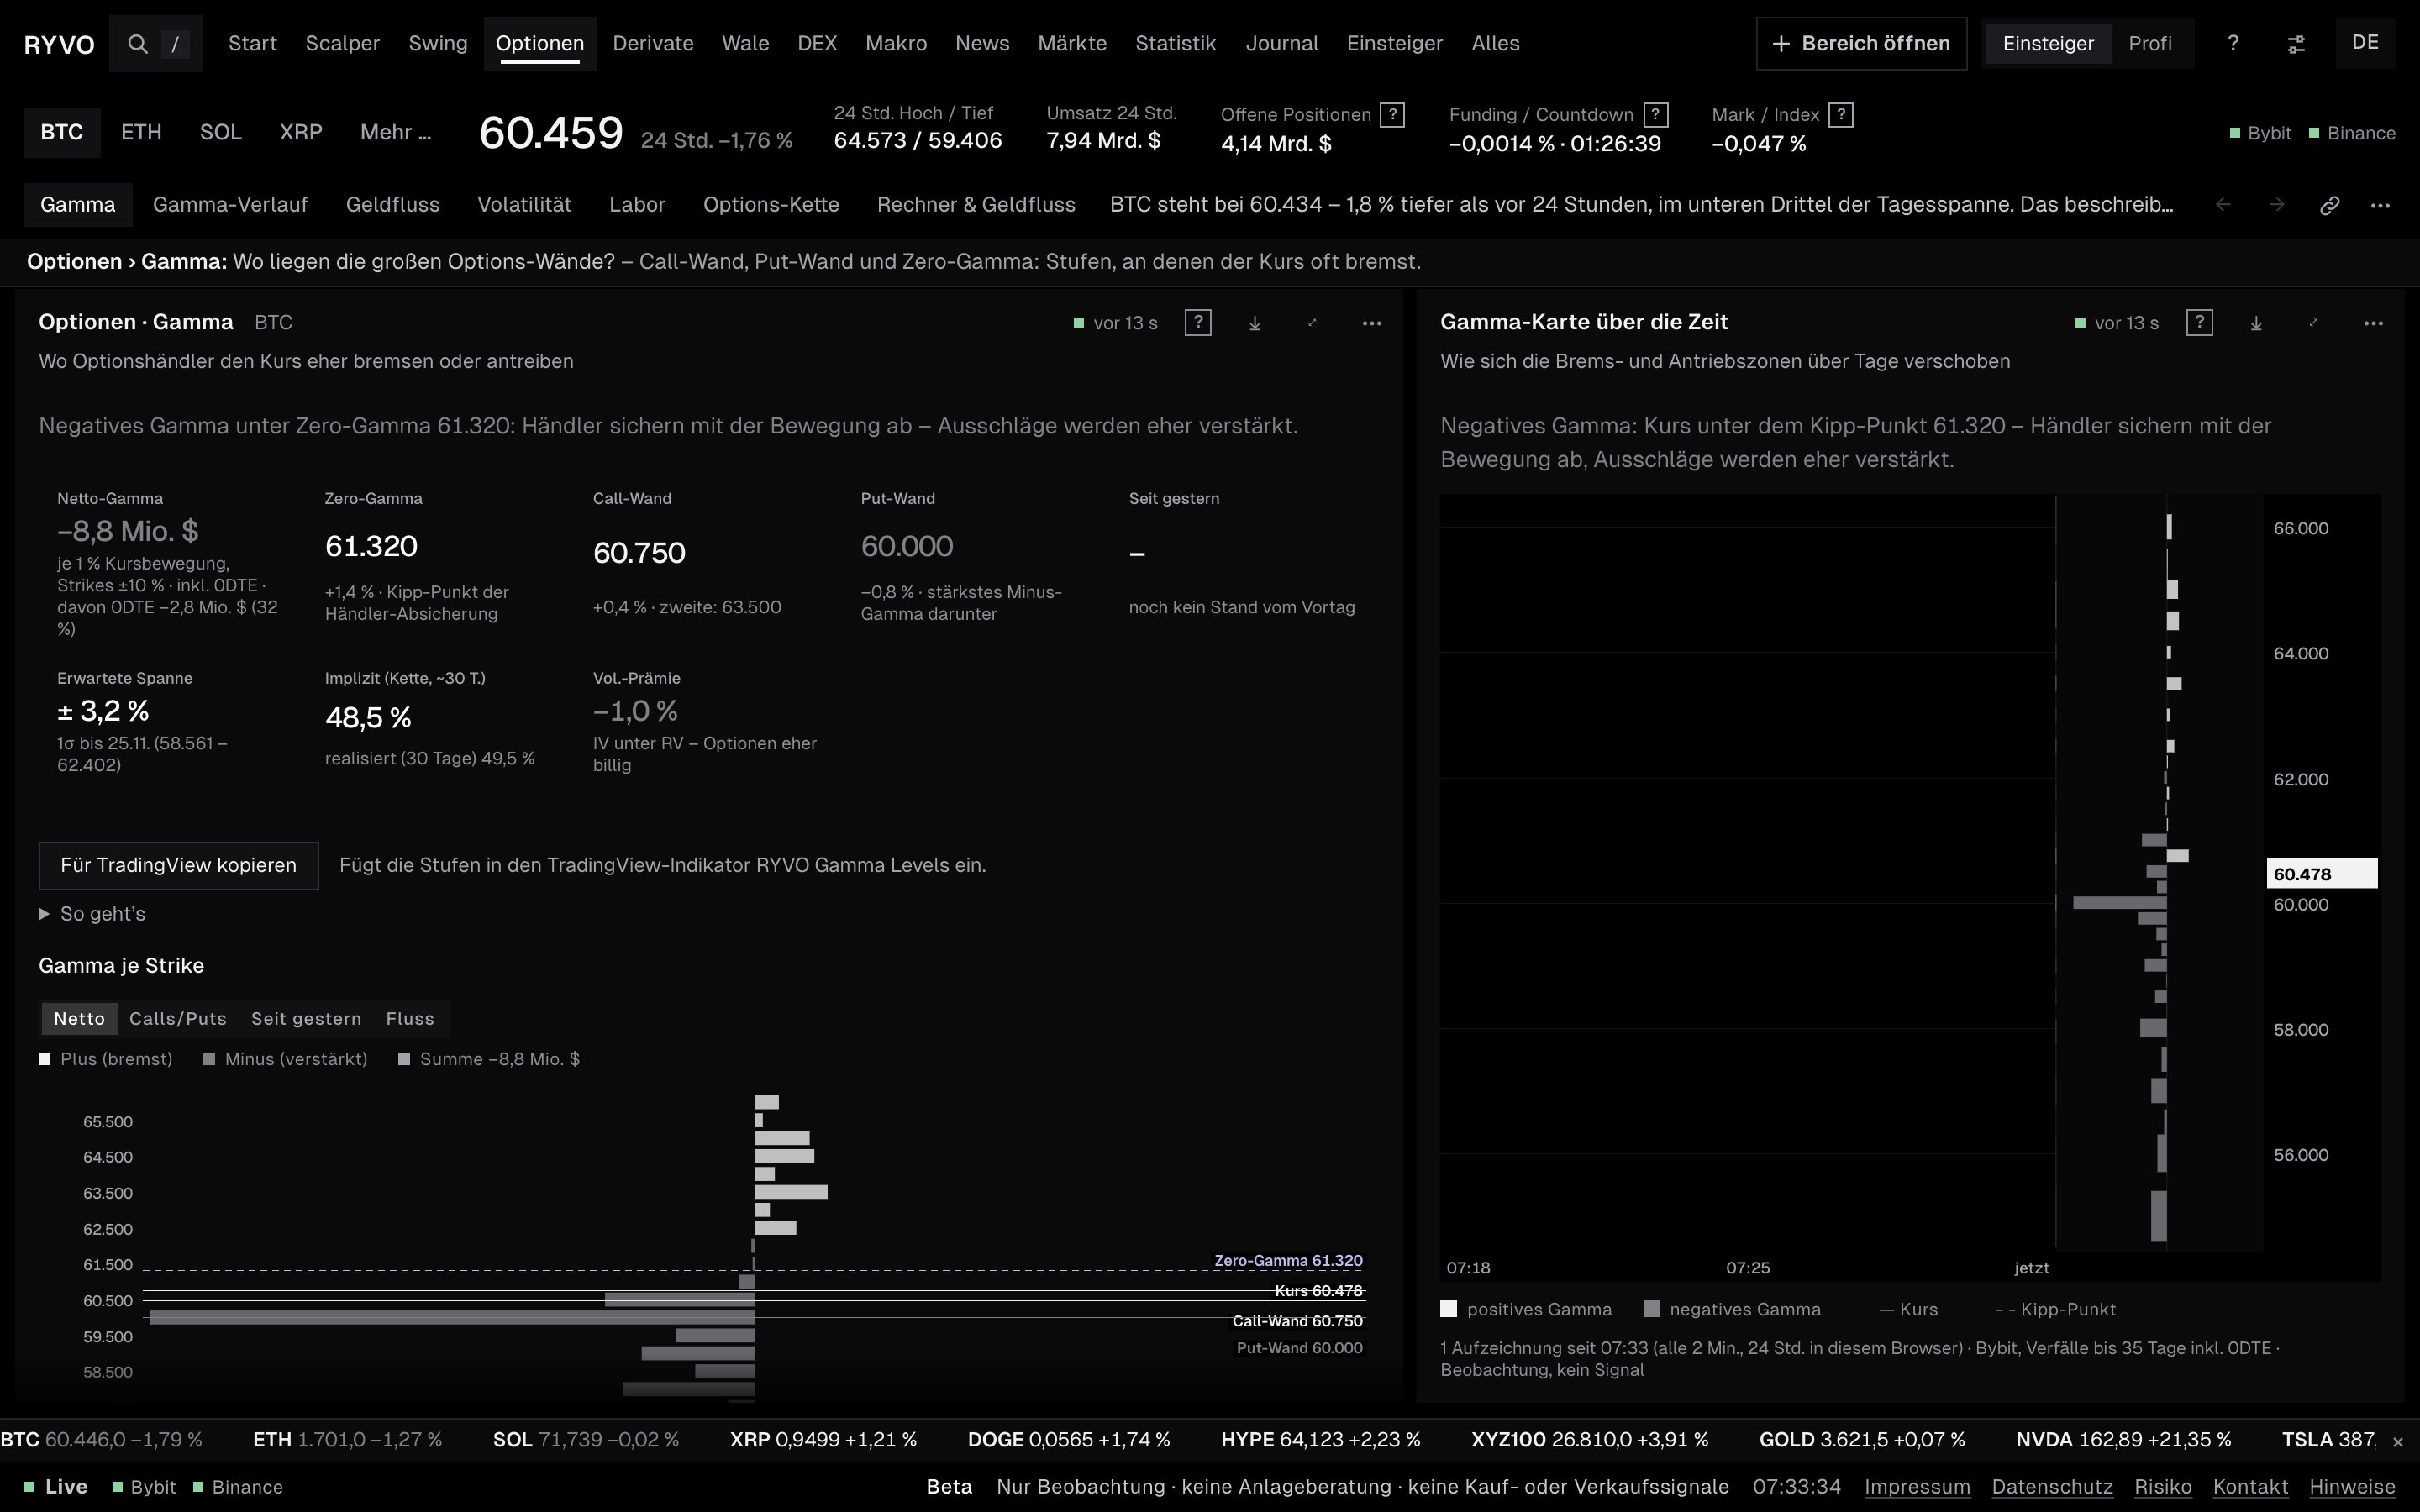 RYVO / Start Scalper Swing Optionen Derivate Wale DEX Makro News Märkte Statistik Journal Einsteiger Alles + Bereich öffnen Einsteiger Profi ? DE
BTC ETH SOL XRP Mehr ... 60.459 24 Std. −1,76 %
24 Std. Hoch / Tief
64.573 / 59.406
Umsatz 24 Std.
7,94 Mrd. $
Offene Positionen ?
4,14 Mrd. $
Funding / Countdown ?
−0,0014 % · 01:26:39
Mark / Index ?
−0,047 %
Bybit Binance
Gamma Gamma-Verlauf Geldfluss Volatilität Labor Options-Kette Rechner & Geldfluss BTC steht bei 60.434 – 1,8 % tiefer als vor 24 Stunden, im unteren Drittel der Tagesspanne. Das beschreib...
Optionen › Gamma: Wo liegen die großen Options-Wände? – Call-Wand, Put-Wand und Zero-Gamma: Stufen, an denen der Kurs oft bremst.
Optionen · Gamma BTC vor 13 s ?
Wo Optionshändler den Kurs eher bremsen oder antreiben
Negatives Gamma unter Zero-Gamma 61.320: Händler sichern mit der Bewegung ab – Ausschläge werden eher verstärkt.
Netto-Gamma
−8,8 Mio. $
je 1 % Kursbewegung,
Strikes ±10 % · inkl. 0DTE ·
davon 0DTE −2,8 Mio. $ (32
%)
Zero-Gamma
61.320
+1,4 % · Kipp-Punkt der
Händler-Absicherung
Call-Wand
60.750
+0,4 % · zweite: 63.500
Put-Wand
60.000
−0,8 % · stärkstes Minus-
Gamma darunter
Seit gestern
–
noch kein Stand vom Vortag
Erwartete Spanne
± 3,2 %
1σ bis 25.11. (58.561 –
62.402)
Implizit (Kette, ~30 T.)
48,5 %
realisiert (30 Tage) 49,5 %
Vol.-Prämie
−1,0 %
IV unter RV – Optionen eher
billig
Für TradingView kopieren Fügt die Stufen in den TradingView-Indikator RYVO Gamma Levels ein.
So geht's
Gamma je Strike
Netto Calls/Puts Seit gestern Fluss
Plus (bremst) Minus (verstärkt) Summe −8,8 Mio. $
65.500
64.500
63.500
62.500
61.500
60.500
59.500
58.500
Zero-Gamma 61.320
Kurs 60.478
Call-Wand 60.750
Put-Wand 60.000
Gamma-Karte über die Zeit vor 13 s ?
Wie sich die Brems- und Antriebszonen über Tage verschoben
Negatives Gamma: Kurs unter dem Kipp-Punkt 61.320 – Händler sichern mit der
Bewegung ab, Ausschläge werden eher verstärkt.
66.000
64.000
62.000
60.478
60.000
58.000
56.000
07:18 07:25 jetzt
positives Gamma negatives Gamma — Kurs - - Kipp-Punkt
1 Aufzeichnung seit 07:33 (alle 2 Min., 24 Std. in diesem Browser) · Bybit, Verfälle bis 35 Tage inkl. 0DTE ·
Beobachtung, kein Signal
BTC 60.446,0 −1,79 % ETH 1.701,0 −1,27 % SOL 71,739 −0,02 % XRP 0,9499 +1,21 % DOGE 0,0565 +1,74 % HYPE 64,123 +2,23 % XYZ100 26.810,0 +3,91 % GOLD 3.621,5 +0,07 % NVDA 162,89 +21,35 % TSLA 387, ×
Live Bybit Binance Beta Nur Beobachtung · keine Anlageberatung · keine Kauf- oder Verkaufssignale 07:33:34 Impressum Datenschutz Risiko Kontakt Hinweise